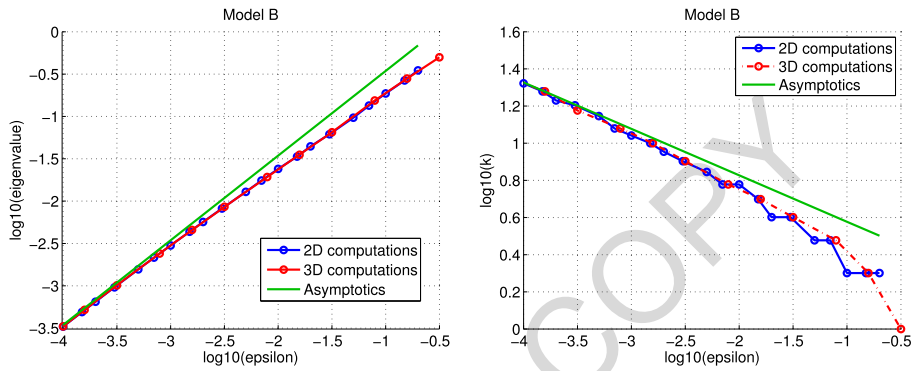 Model B
0
−0.5
−1
−1.5
−2
−2.5
−3
−3.5
log10(eigenvalue)
2D computations
3D computations
Asymptotics
−4 −3.5 −3 −2.5 −2 −1.5 −1 −0.5
log10(epsilon)
Model B
1.6
1.4
1.2
1
0.8
0.6
0.4
0.2
0
log10(k)
2D computations
3D computations
Asymptotics
−4 −3.5 −3 −2.5 −2 −1.5 −1 −0.5
log10(epsilon)
COPY